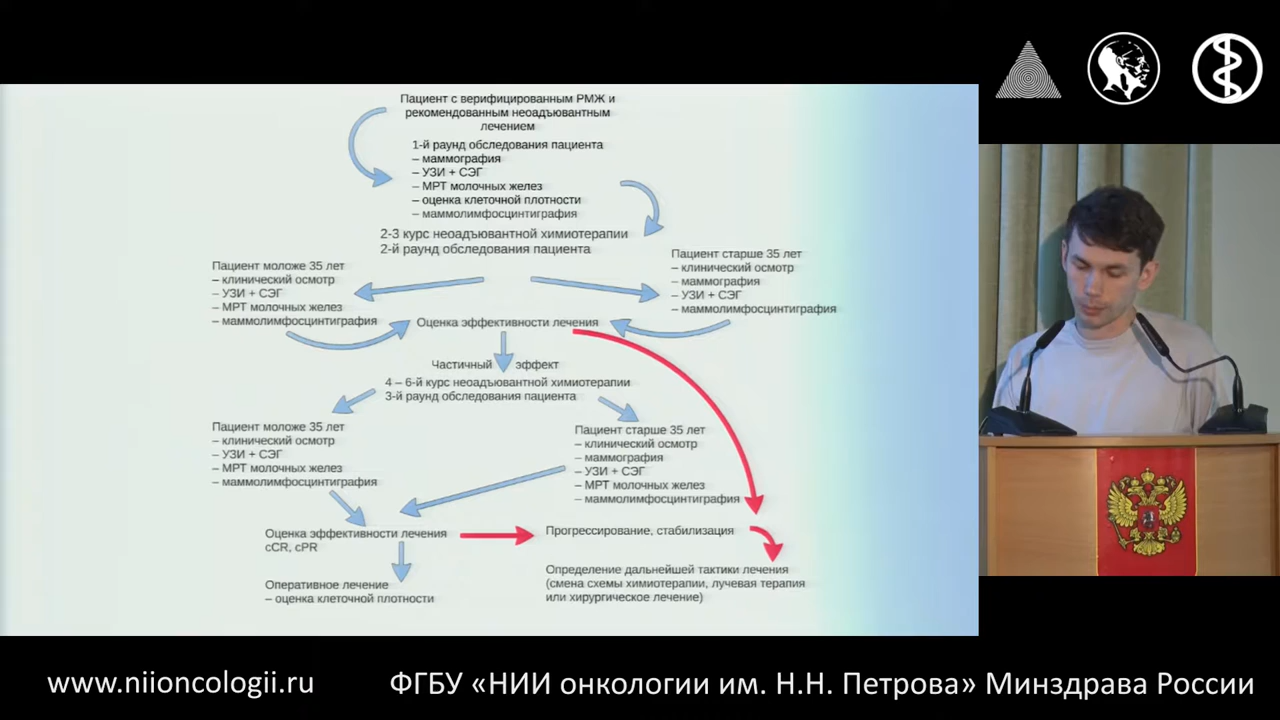 Пациент с верифицированным РМЖ и
рекомендованным неоадъювантным
лечением
1-й раунд обследования пациента
– маммография
– УЗИ + СЭГ
– МРТ молочных желез
– оценка клеточной плотности
– маммолимфосцинтиграфия
2-3 курс неоадъювантной химиотерапии
2-й раунд обследования пациента
Пациент моложе 35 лет
– клинический осмотр
– УЗИ + СЭГ
– МРТ молочных желез
– маммолимфосцинтиграфия
Пациент старше 35 лет
– клинический осмотр
– маммография
– УЗИ + СЭГ
– маммолимфосцинтиграфия
Оценка эффективности лечения
Частичный эффект
4 – 6-й курс неоадъювантной химиотерапии
3-й раунд обследования пациента
Пациент моложе 35 лет
– клинический осмотр
– УЗИ + СЭГ
– МРТ молочных желез
– маммолимфосцинтиграфия
Пациент старше 35 лет
– клинический осмотр
– маммография
– УЗИ + СЭГ
– МРТ молочных желез
– маммолимфосцинтиграфия
Оценка эффективности лечения
cCR, cPR
Прогрессирование, стабилизация
Оперативное лечение
– оценка клеточной плотности
Определение дальнейшей тактики лечения
(смена схемы химиотерапии, лучевая терапия
или хирургическое лечение)
www.niioncologii.ru
ФГБУ «НИИ онкологии им. Н.Н. Петрова» Минздрава России